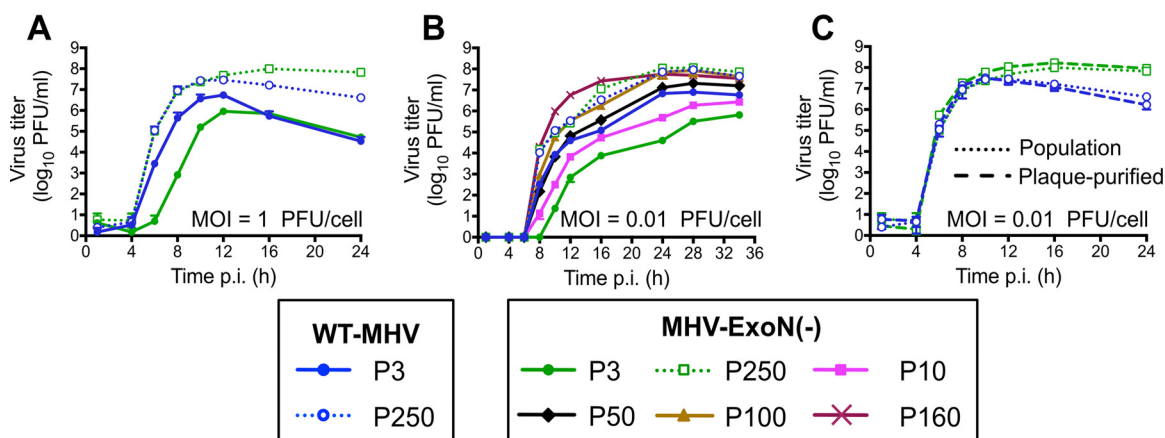 A
Virus titer
(log10 PFU/ml)
9
8
7
6
5
4
3
2
1
0
MOI = 1 PFU/cell
0 4 8 12 16 20 24
Time p.i. (h)
B
Virus titer
(log10 PFU/ml)
9
8
7
6
5
4
3
2
1
0
MOI = 0.01 PFU/cell
0 4 8 12 16 20 24 28 32 36
Time p.i. (h)
C
Virus titer
(log10 PFU/ml)
9
8
7
6
5
4
3
2
1
0
Population
Plaque-purified
MOI = 0.01 PFU/cell
0 4 8 12 16 20 24
Time p.i. (h)
WT-MHV
P3
P250
MHV-ExoN(-)
P3 P250 P10
P50 P100 P160